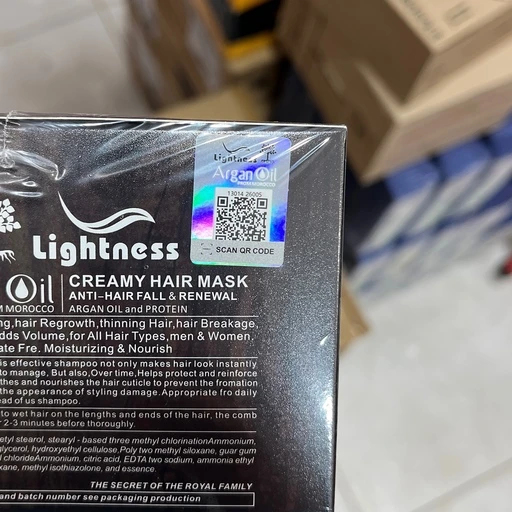 Lightness
Argan Oil
FROM MOROCCO
13014 26005
SCAN QR CODE
Lightness
Oil
M MOROCCO
CREAMY HAIR MASK
ANTI-HAIR FALL & RENEWAL
ARGAN OIL and PROTEIN
ng,hair Regrowth,thinning Hair,hair Breakage,
dds Volume,for All Hair Types,men & Women.
ate Fre. Moisturizing & Nourish
is effective shampoo not only makes hair look instantly
to manage, But also,Over time,Helps protect and reinforce
thes and nourishes the hair cuticle to prevent the fromation
the appearance of styling damage. Appropriate fro daily
ead of us shampoo.
to wet hair on the lengths and ends of the hair, the comb
r 2-3 minutes before thoroughly.
etyl stearol, stearyl - based three methyl chlorinationAmmonium,
glycerol, hydroxyethyl cellulose.Poly two methyl siloxane, guar gum
l chlorideAmmonium, citric acid, EDTA two sodium, ammonia ethyl
xane, methyl isothiazolone, and essence.
THE SECRET OF THE ROYAL FAMILY
and batch number see packaging production